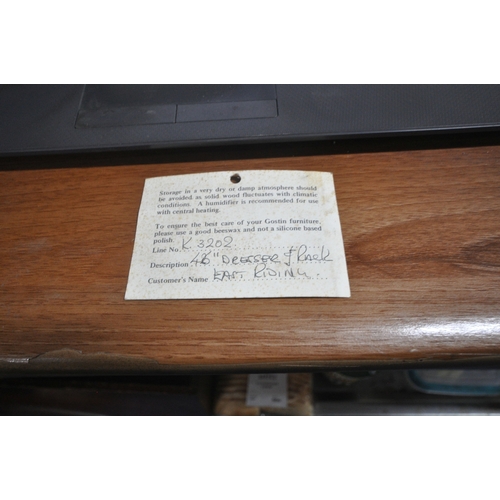 Storage in a very dry or damp atmosphere should
be avoided as solid wood fluctuates with climatic
conditions. A humidifier is recommended for use
with central heating.
To ensure the best care of your Gostin furniture,
please use a good beeswax and not a silicone based
polish.
Line No. K 3202
Description 48" DRESSER & RACK
Customer's Name EAST RIDING.